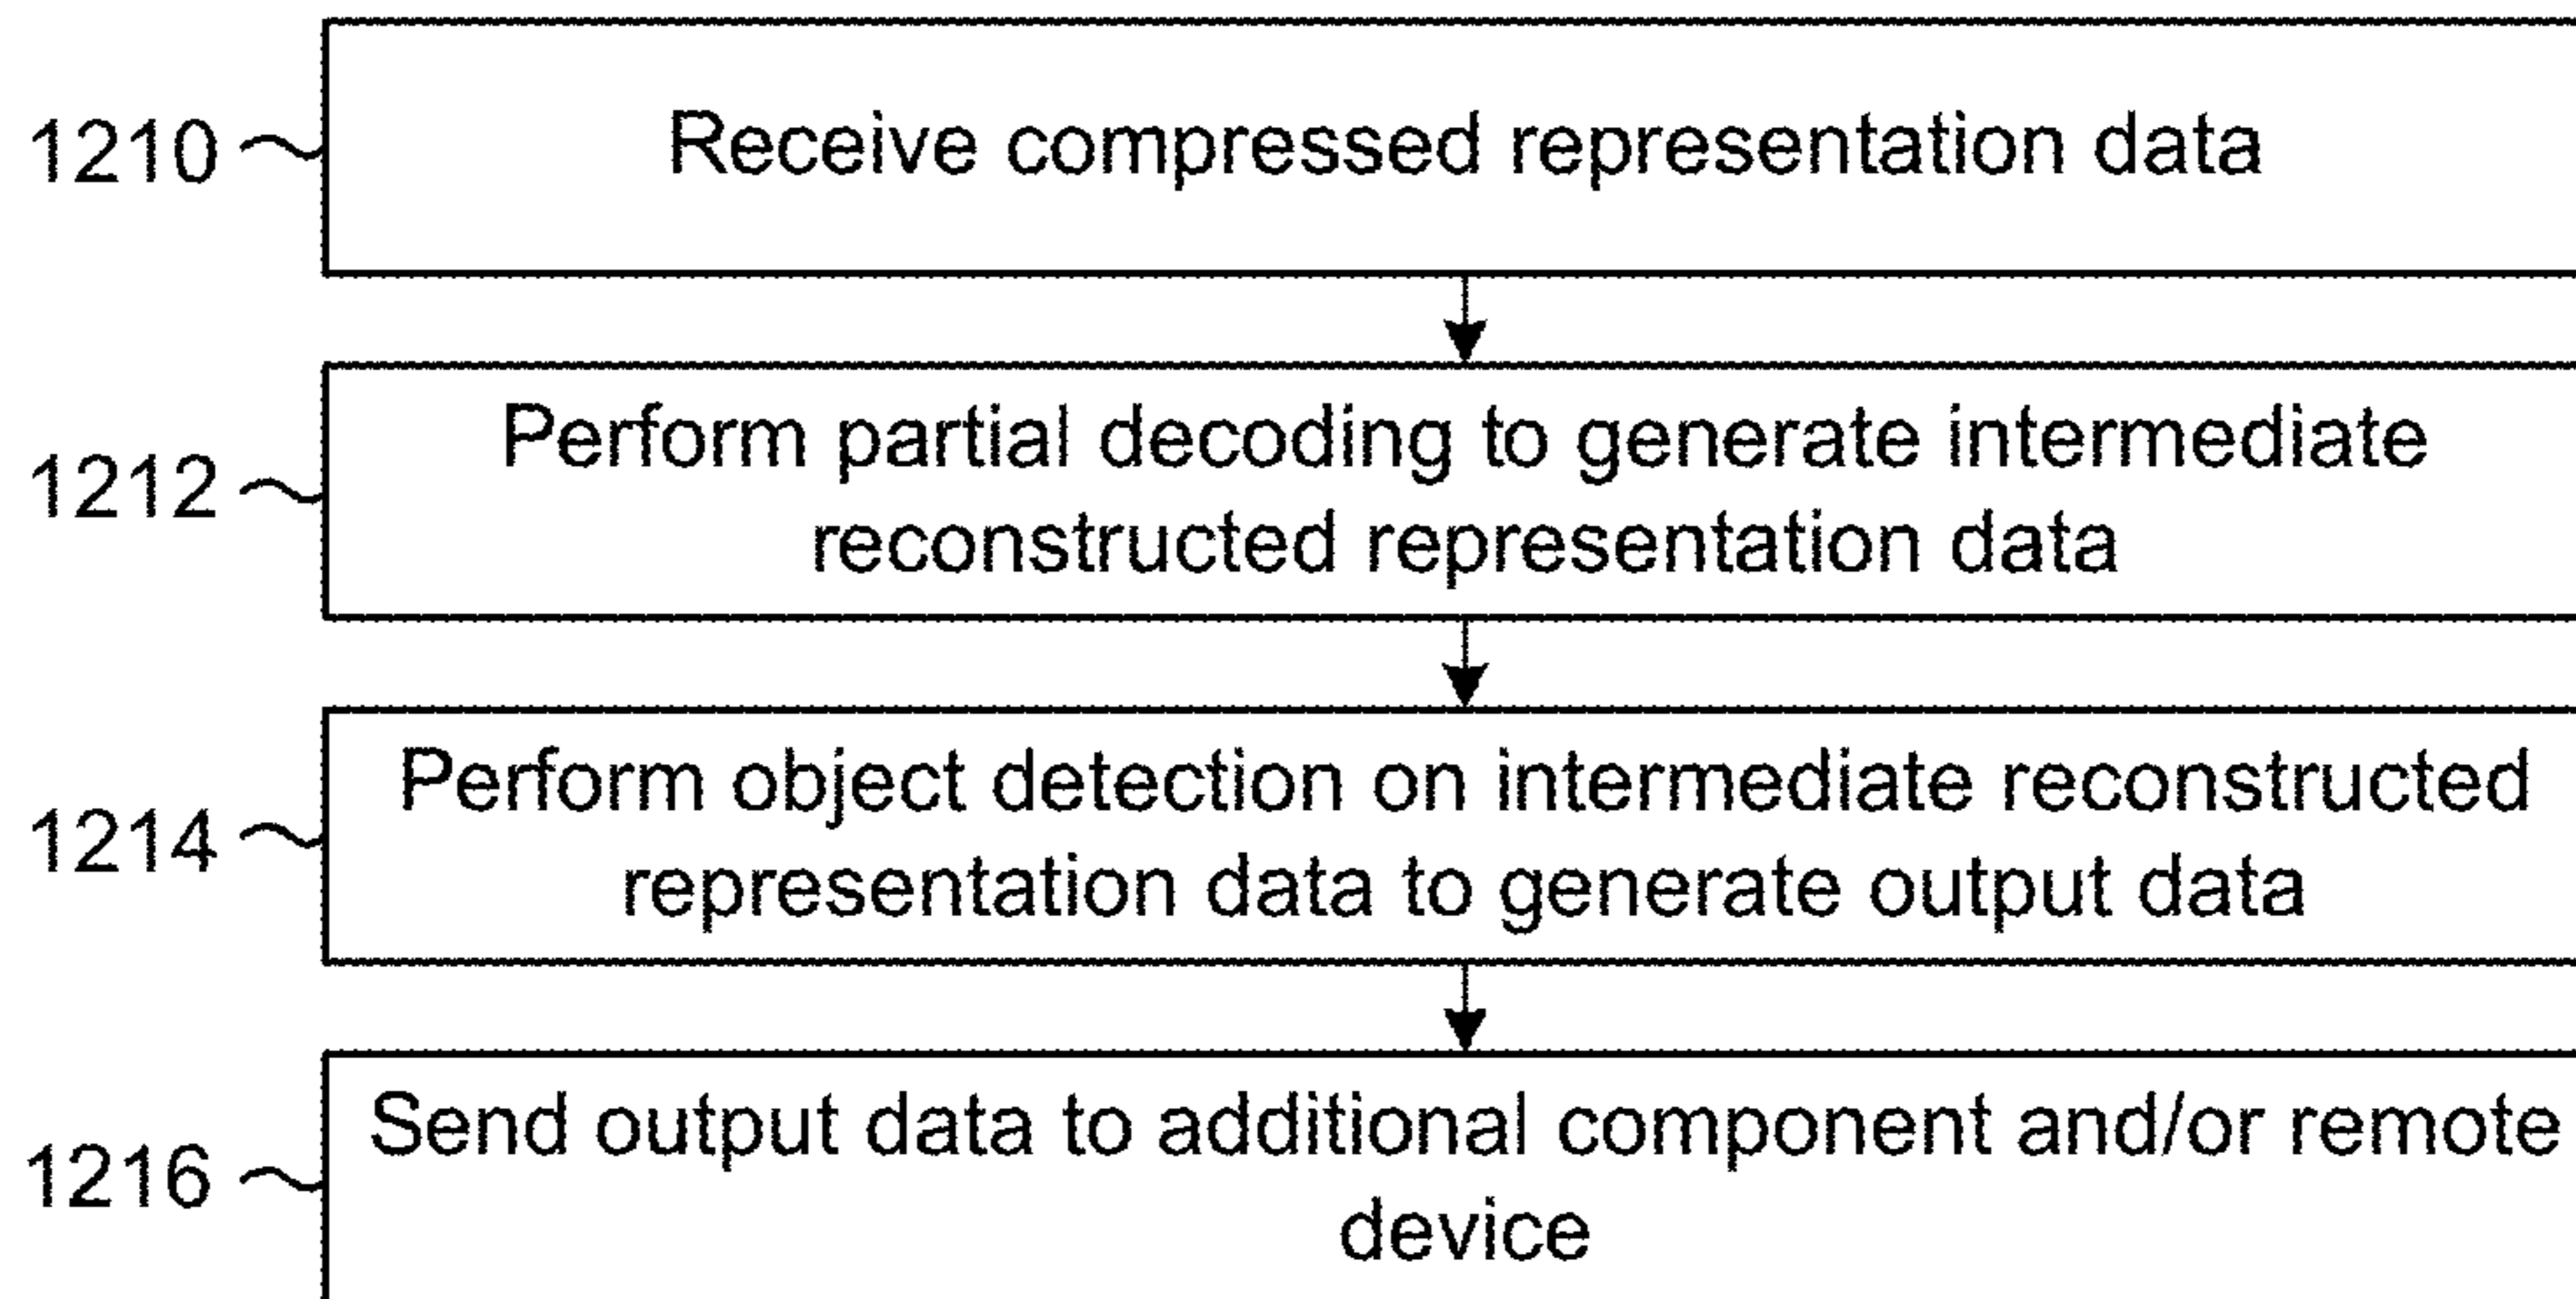 1210
Receive compressed representation data
1212
Perform partial decoding to generate intermediate
reconstructed representation data
1214
Perform object detection on intermediate reconstructed
representation data to generate output data
1216
Send output data to additional component and/or remote
device